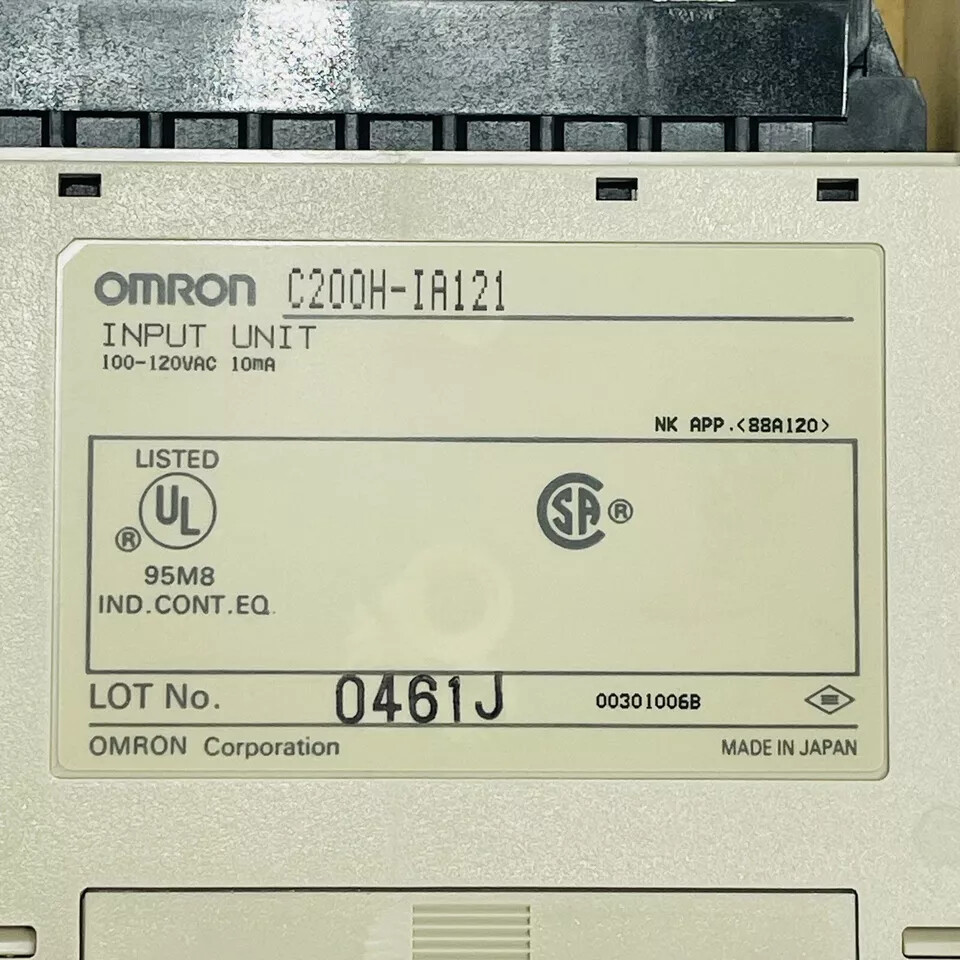 OMRON C200H-IA121
INPUT UNIT
100-120VAC 10mA
NK APP.<88A120>
LISTED
UL
®
95M8
IND.CONT.EQ.
SA ®
LOT No. 0461J 00301006B
OMRON Corporation MADE IN JAPAN